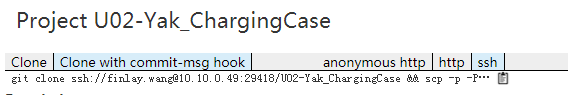 Project U02-Yak_ChargingCase
Clone Clone with commit-msg hook anonymous http http ssh
git clone ssh://finlay.wang@10.10.0.49:29418/U02-Yak_ChargingCase && scp -p -P···